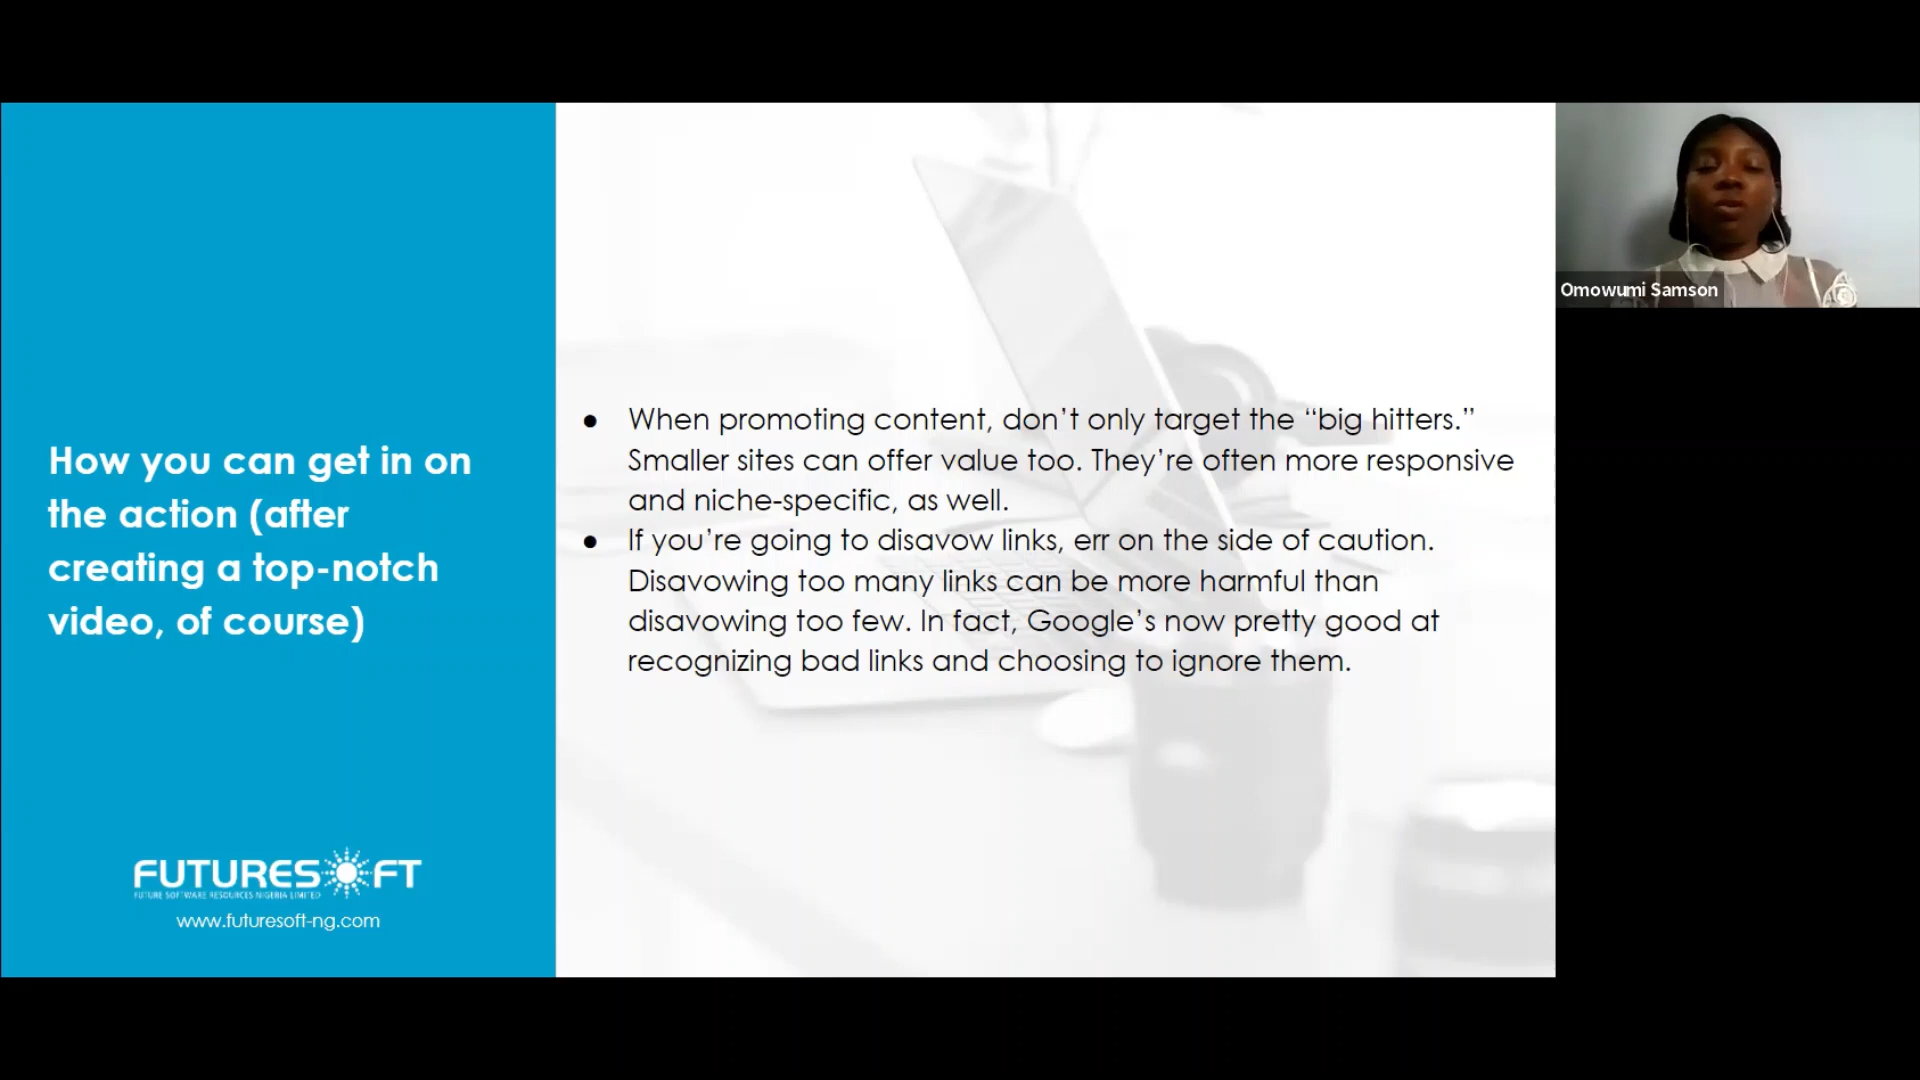 How you can get in on
the action (after
creating a top-notch
video, of course)
FUTURESOFT
FUTURE SOFTWARE RESOURCES NIGERIA LIMITED
www.futuresoft-ng.com
● When promoting content, don’t only target the “big hitters.”
Smaller sites can offer value too. They’re often more responsive
and niche-specific, as well.
● If you’re going to disavow links, err on the side of caution.
Disavowing too many links can be more harmful than
disavowing too few. In fact, Google’s now pretty good at
recognizing bad links and choosing to ignore them.
Omowumi Samson